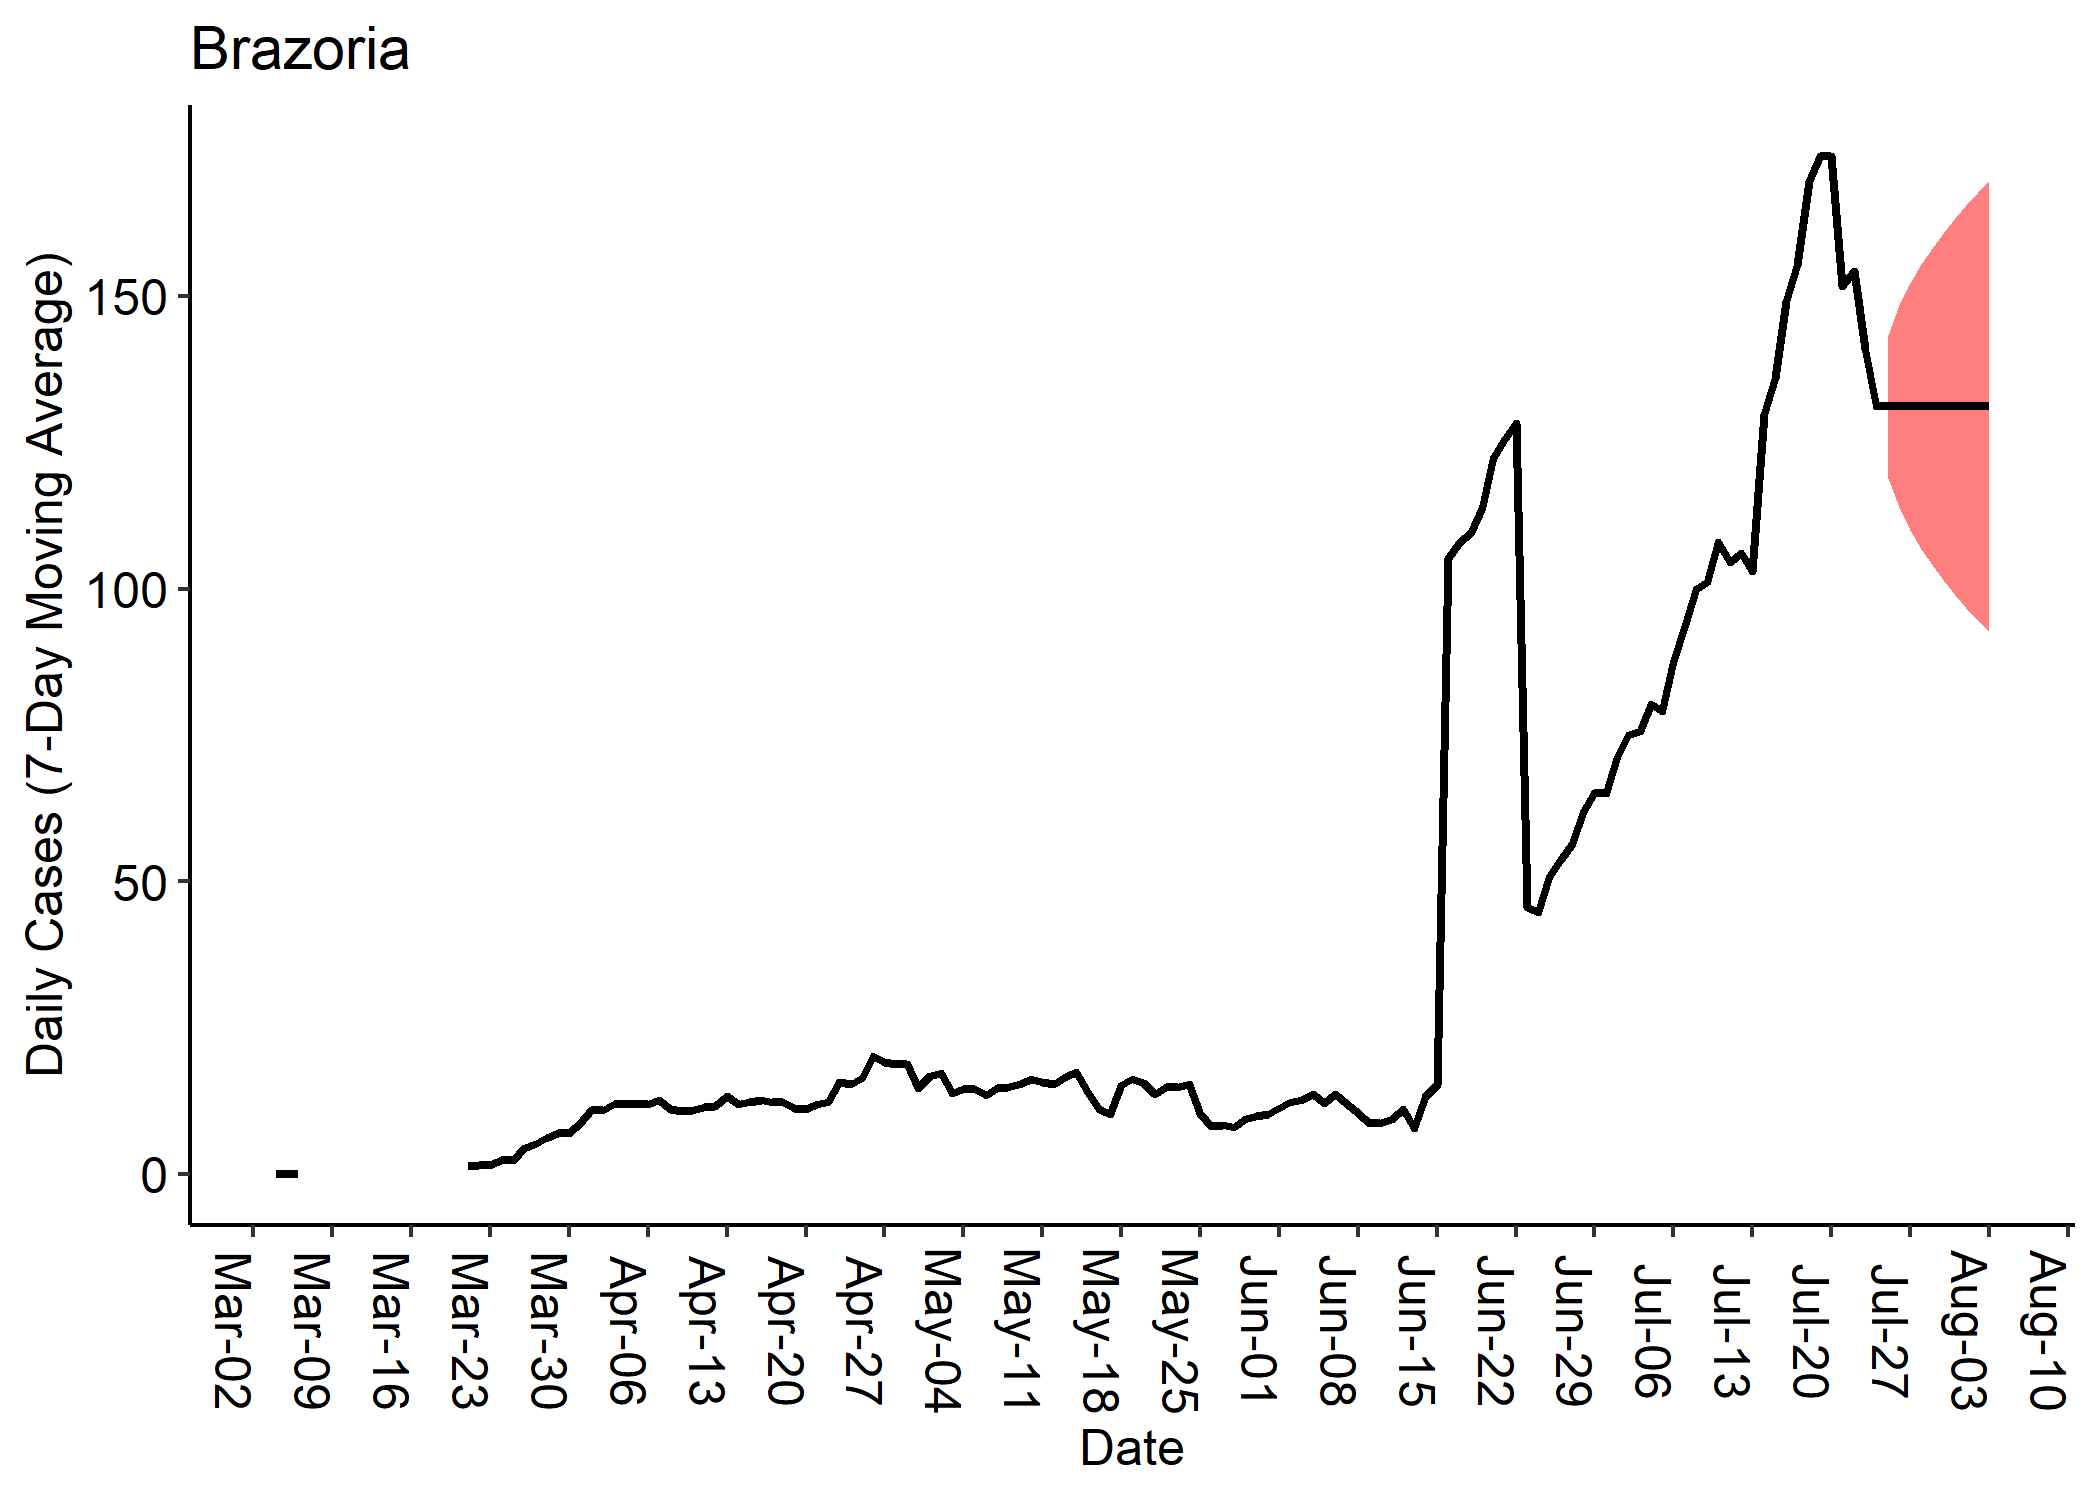 Brazoria
Daily Cases (7-Day Moving Average)
150
100
50
0
Mar-02
Mar-09
Mar-16
Mar-23
Mar-30
Apr-06
Apr-13
Apr-20
Apr-27
May-04
May-11
May-18
May-25
Jun-01
Jun-08
Jun-15
Jun-22
Jun-29
Jul-06
Jul-13
Jul-20
Jul-27
Aug-03
Aug-10
Date